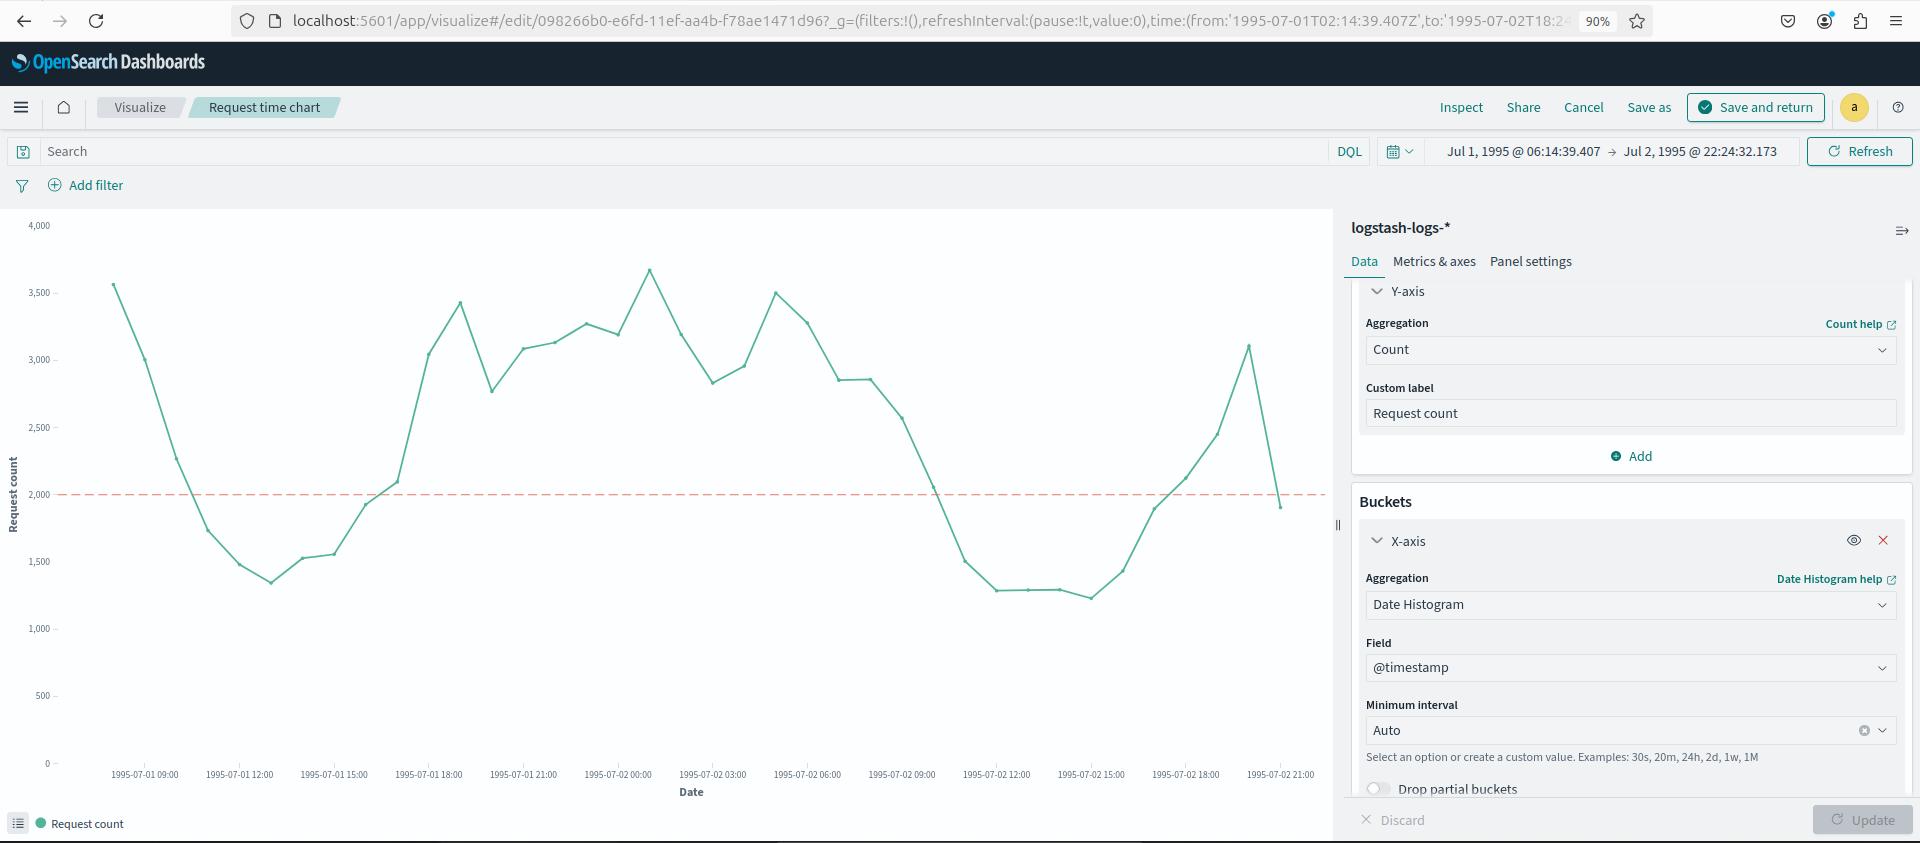 localhost:5601/app/visualize#/edit/098266b0-e6fd-11ef-aa4b-f78ae1471d96?_g=(filters:!(),refreshInterval:(pause:!t,value:0),time:(from:'1995-07-01T02:14:39.407Z',to:'1995-07-02T18:24
90%
OpenSearch Dashboards
Visualize
Request time chart
Inspect
Share
Cancel
Save as
Save and return
a
Search
DQL
Jul 1, 1995 @ 06:14:39.407 → Jul 2, 1995 @ 22:24:32.173
Refresh
Add filter
4,000
3,500
3,000
2,500
2,000
1,500
1,000
500
0
Request count
1995-07-01 09:00
1995-07-01 12:00
1995-07-01 15:00
1995-07-01 18:00
1995-07-01 21:00
1995-07-02 00:00
1995-07-02 03:00
1995-07-02 06:00
1995-07-02 09:00
1995-07-02 12:00
1995-07-02 15:00
1995-07-02 18:00
1995-07-02 21:00
Date
Request count
logstash-logs-*
Data
Metrics & axes
Panel settings
Y-axis
Aggregation
Count help
Count
Custom label
Request count
Add
Buckets
X-axis
Aggregation
Date Histogram help
Date Histogram
Field
@timestamp
Minimum interval
Auto
Select an option or create a custom value. Examples: 30s, 20m, 24h, 2d, 1w, 1M
Drop partial buckets
Discard
Update